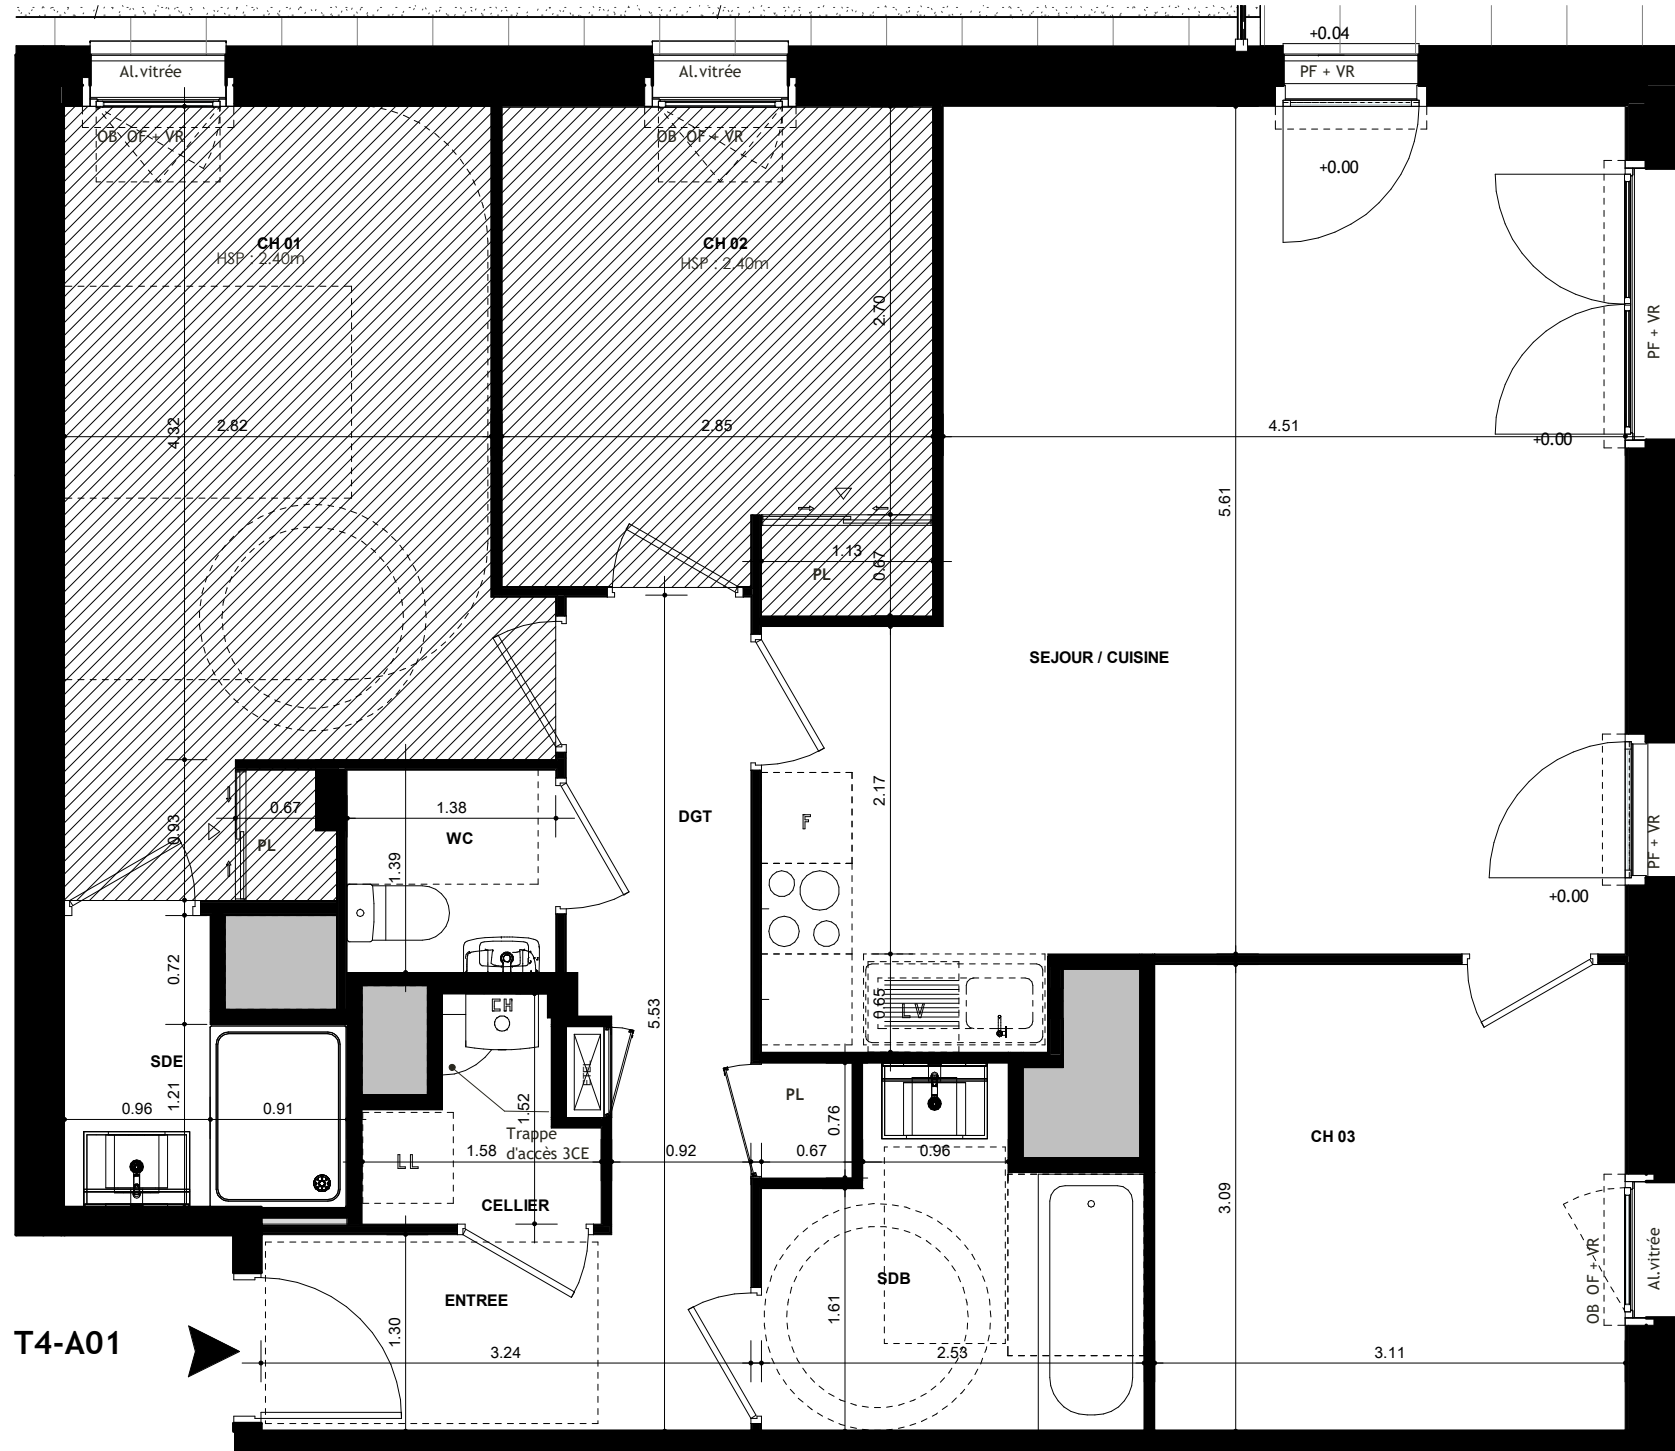 +0.04
Al.vitrée
Al.vitrée
PF + VR
OB OF + VR
OB OF + VR
+0.00
CH 01
HSP : 2.40m
CH 02
HSP : 2.40m
2.70
PF + VR
4.32
2.82
2.85
4.51
+0.00
5.61
1.13
0.67
PL
SEJOUR / CUISINE
0.67
1.38
2.17
DGT
F
0.93
PL
WC
1.39
PF + VR
+0.00
0.72
CH
5.53
0.65
LV
SDE
ETEL
1.21
0.96
0.91
1.52
PL
0.76
Trappe
d'accès 3CE
LL
1.58
0.92
0.67
0.96
CH 03
CELLIER
3.09
SDB
OB OF + VR
Al.vitrée
ENTREE
1.30
1.61
T4-A01
3.24
2.53
3.11